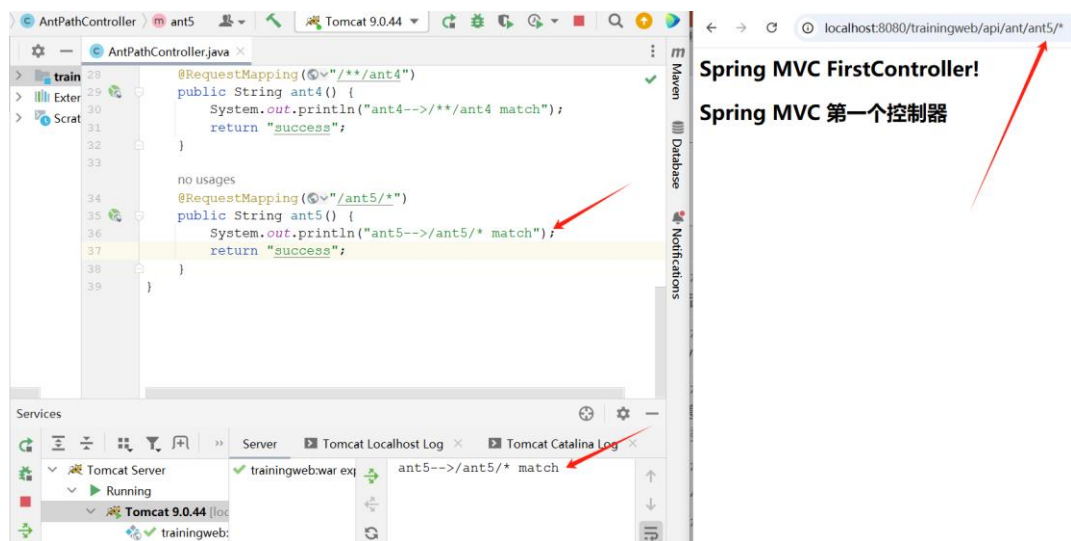 AntPathController m ant5 Tomcat 9.0.44
AntPathController.java
28 @RequestMapping("/**/ant4")
29 public String ant4() {
30 System.out.println("ant4-->/**/ant4 match");
31 return "success";
32 }
33
no usages
34 @RequestMapping("/ant5/*")
35 public String ant5() {
36 System.out.println("ant5-->/ant5/* match");
37 return "success";
38 }
39 }
train
Exter
Scrat
m
Maven
Database
Notifications
Services
Server Tomcat Localhost Log Tomcat Catalina Log
Tomcat Server
Running
Tomcat 9.0.44 [loc
trainingweb:
trainingweb:war exp
ant5-->/ant5/* match
localhost:8080/trainingweb/api/ant/ant5/*
Spring MVC FirstController!
Spring MVC 第一个控制器